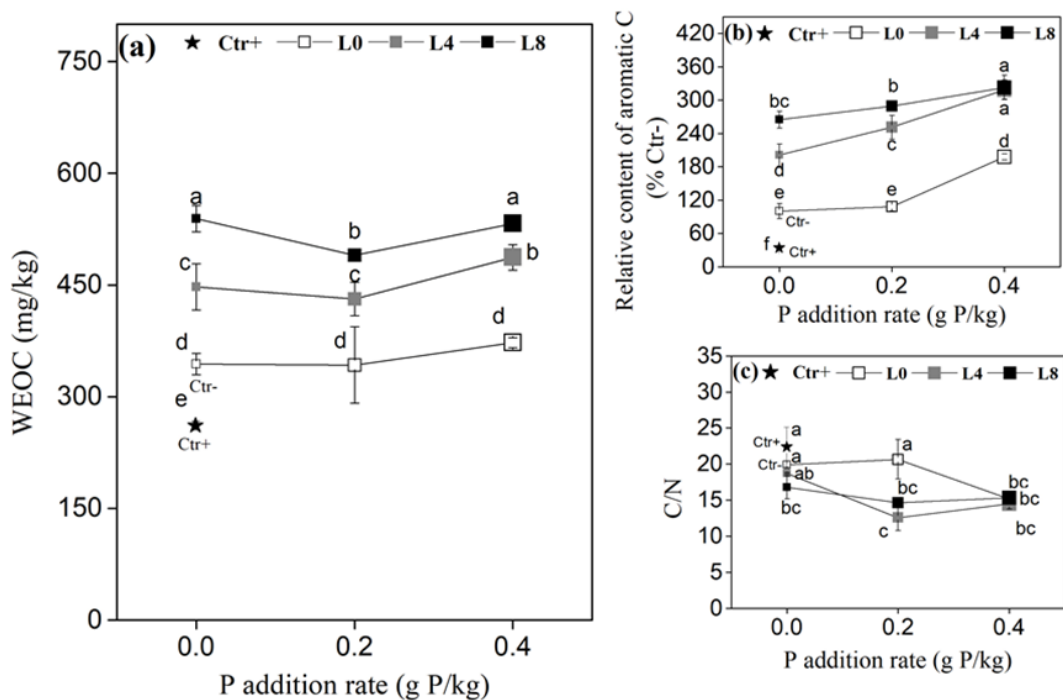 (a) ★ Ctr+ L0 L4 L8
WEOC (mg/kg)
750
600
450
300
150
0
a
b
a
c
c
b
d
d
d
Ctr-
e
Ctr+
0.0 0.2 0.4
P addition rate (g P/kg)
(b) ★ Ctr+ L0 L4 L8
Relative content of aromatic C
(% Ctr-)
420
360
300
240
180
120
60
0
bc
b
a
d
c
a
e
e
d
Ctr-
f
Ctr+
0.0 0.2 0.4
P addition rate (g P/kg)
(c) ★ Ctr+ L0 L4 L8
C/N
35
30
25
20
15
10
5
0
Ctr+
a
Ctr-
a
a
ab
bc
bc
c
bc
bc
bc
0.0 0.2 0.4
P addition rate (g P/kg)